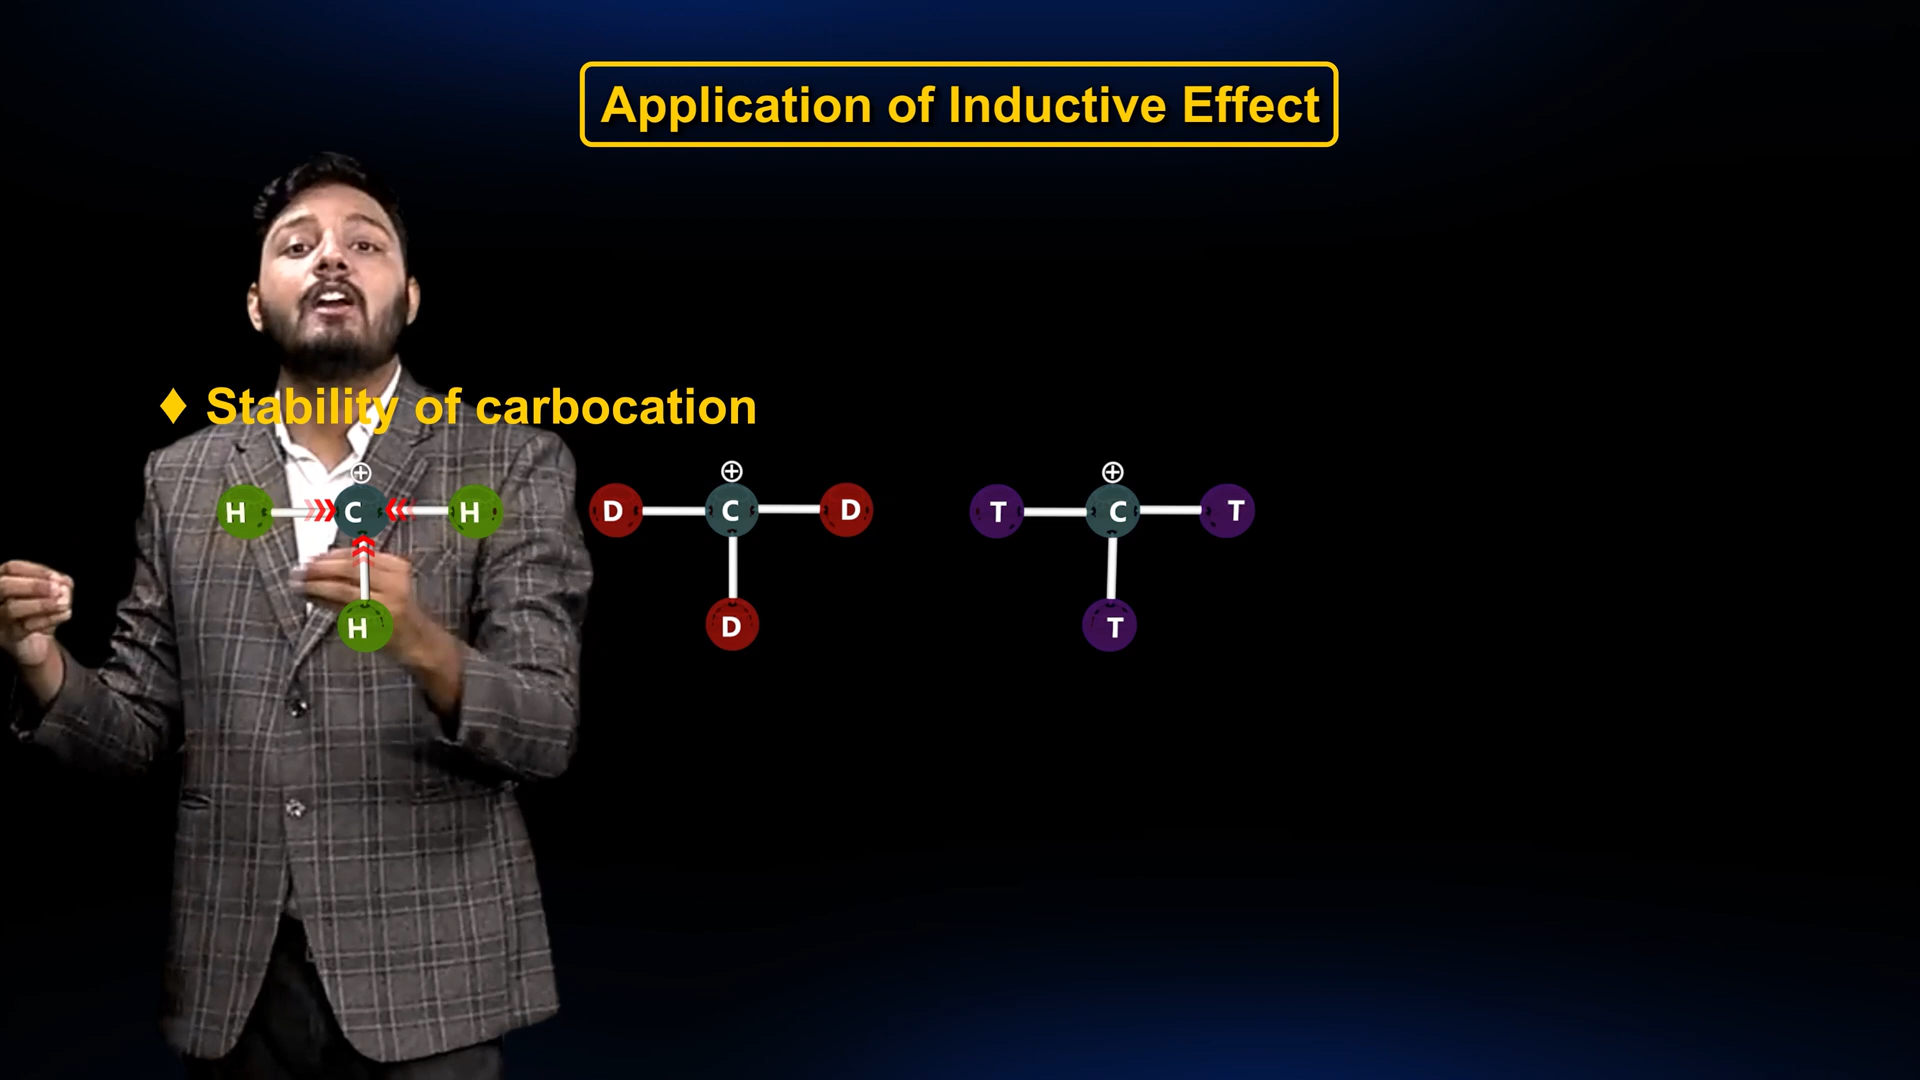 Application of Inductive Effect
♦ Stability of carbocation
⊕ ⊕ ⊕
H C H D C D T C T
H D T